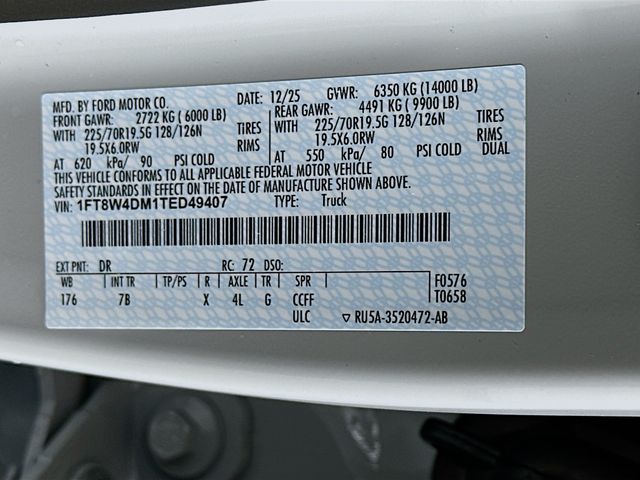 MFD. BY FORD MOTOR CO. DATE: 12/25 GVWR: 6350 KG (14000 LB)
FRONT GAWR: 2722 KG ( 6000 LB) REAR GAWR: 4491 KG ( 9900 LB)
WITH 225/70R19.5G 128/126N TIRES WITH 225/70R19.5G 128/126N TIRES
19.5X6.0RW RIMS 19.5X6.0RW RIMS
AT 620 kPa/ 90 PSI COLD AT 550 kPa/ 80 PSI COLD DUAL
THIS VEHICLE CONFORMS TO ALL APPLICABLE FEDERAL MOTOR VEHICLE
SAFETY STANDARDS IN EFFECT ON THE DATE OF MANUFACTURE SHOWN ABOVE.
VIN: 1FT8W4DM1TED49407 TYPE: Truck
EXT PNT: DR RC: 72 DSO:
WB INT TR TP/PS R AXLE TR SPR F0576
176 7B X 4L G CCFF T0658
ULC ▽ RU5A-3520472-AB